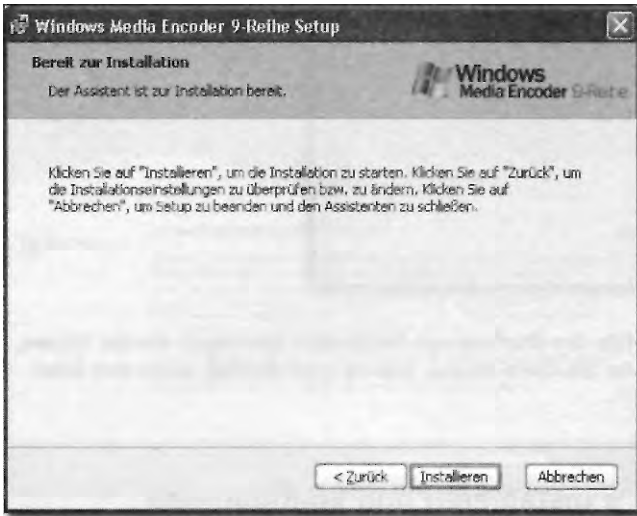 Windows Media Encoder 9-Reihe Setup
Bereit zur Installation
Der Assistent ist zur Installation bereit.
Windows
Media Encoder 9-Reihe
Klicken Sie auf "Installieren", um die Installation zu starten. Klicken Sie auf "Zurück", um
die Installationseinstellungen zu überprüfen bzw. zu ändern. Klicken Sie auf
"Abbrechen", um Setup zu beenden und den Assistenten zu schließen.
< Zurück
Installieren
Abbrechen